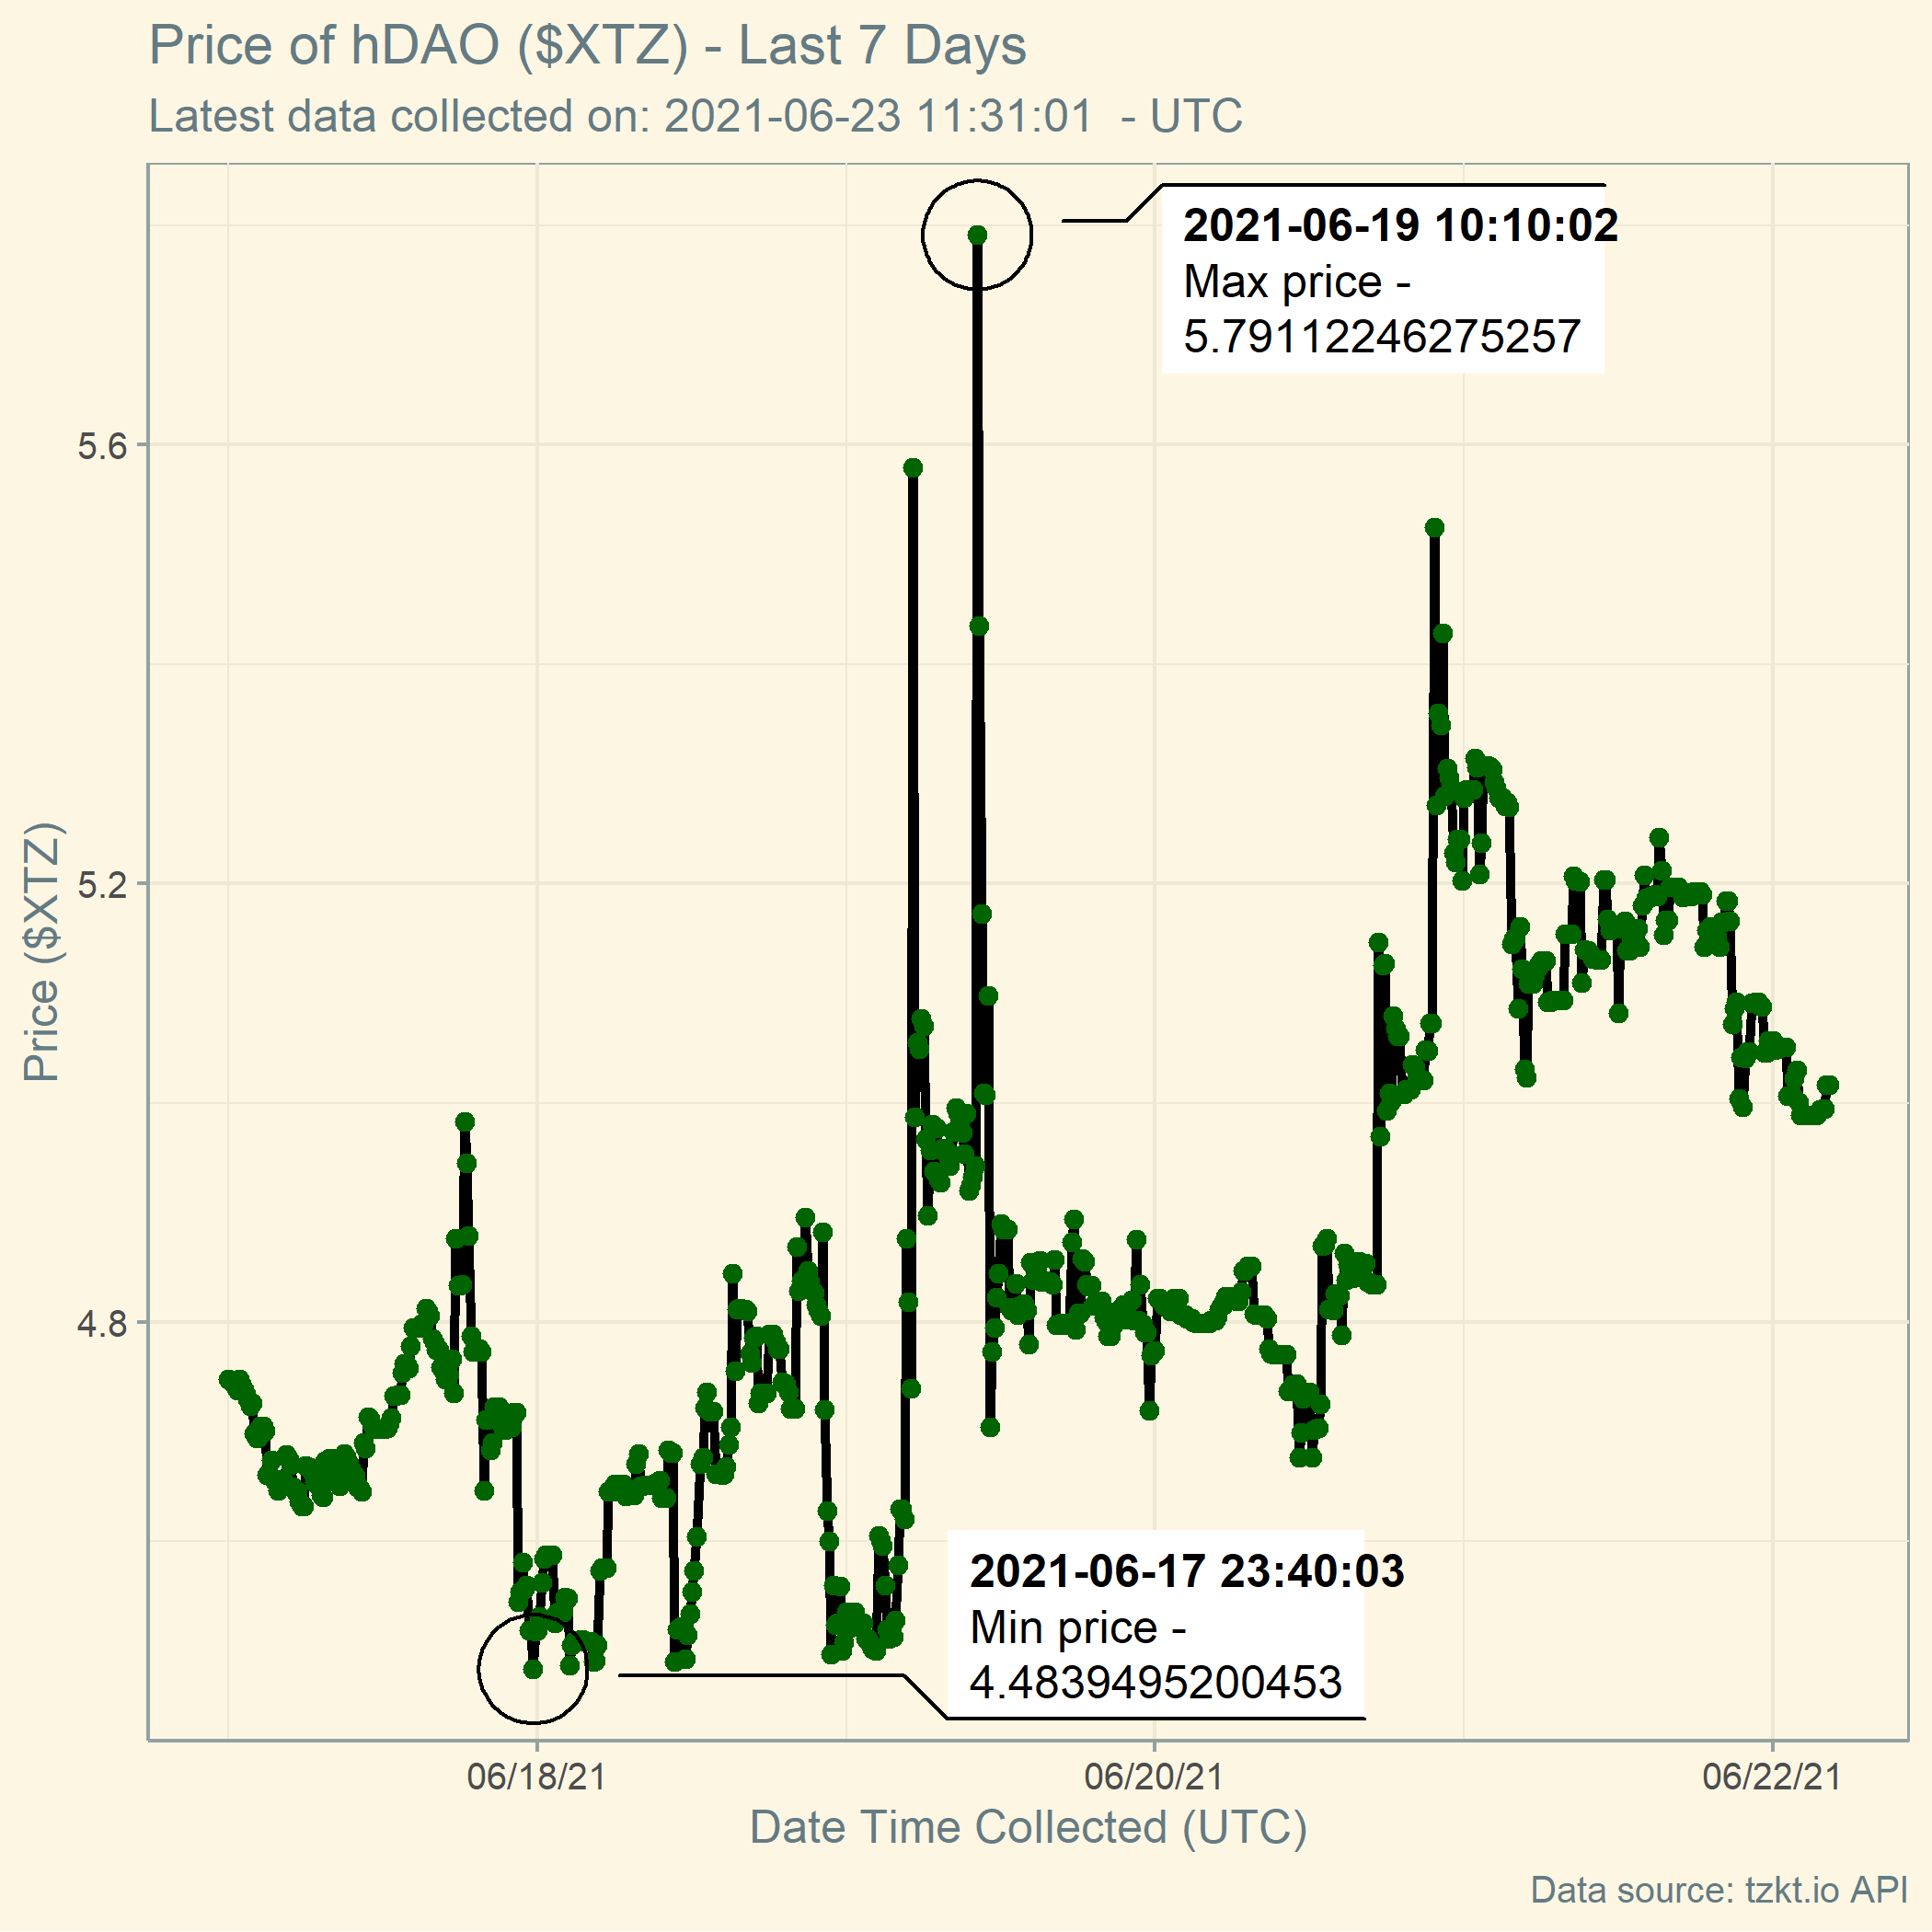 Price of hDAO ($XTZ) - Last 7 Days
Latest data collected on: 2021-06-23 11:31:01  - UTC
2021-06-19 10:10:02
Max price -
5.79112246275257
5.6
5.2
4.8
Price ($XTZ)
2021-06-17 23:40:03
Min price -
4.4839495200453
06/18/21
06/20/21
06/22/21
Date Time Collected (UTC)
Data source: tzkt.io API